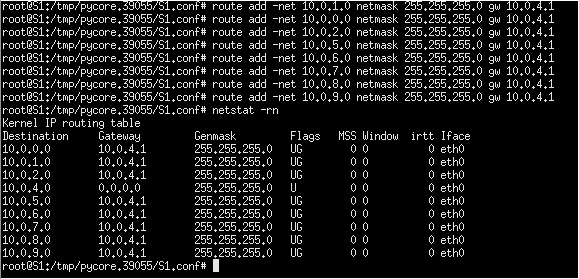 root@S1:/tmp/pycore.39055/S1.conf# route add -net 10.0.1.0 netmask 255.255.255.0 gw 10.0.4.1
root@S1:/tmp/pycore.39055/S1.conf# route add -net 10.0.0.0 netmask 255.255.255.0 gw 10.0.4.1
root@S1:/tmp/pycore.39055/S1.conf# route add -net 10.0.2.0 netmask 255.255.255.0 gw 10.0.4.1
root@S1:/tmp/pycore.39055/S1.conf# route add -net 10.0.5.0 netmask 255.255.255.0 gw 10.0.4.1
root@S1:/tmp/pycore.39055/S1.conf# route add -net 10.0.6.0 netmask 255.255.255.0 gw 10.0.4.1
root@S1:/tmp/pycore.39055/S1.conf# route add -net 10.0.7.0 netmask 255.255.255.0 gw 10.0.4.1
root@S1:/tmp/pycore.39055/S1.conf# route add -net 10.0.8.0 netmask 255.255.255.0 gw 10.0.4.1
root@S1:/tmp/pycore.39055/S1.conf# route add -net 10.0.9.0 netmask 255.255.255.0 gw 10.0.4.1
root@S1:/tmp/pycore.39055/S1.conf# netstat -rn
Kernel IP routing table
Destination Gateway Genmask Flags MSS Window irtt Iface
10.0.0.0 10.0.4.1 255.255.255.0 UG 0 0 0 eth0
10.0.1.0 10.0.4.1 255.255.255.0 UG 0 0 0 eth0
10.0.2.0 10.0.4.1 255.255.255.0 UG 0 0 0 eth0
10.0.4.0 0.0.0.0 255.255.255.0 U 0 0 0 eth0
10.0.5.0 10.0.4.1 255.255.255.0 UG 0 0 0 eth0
10.0.6.0 10.0.4.1 255.255.255.0 UG 0 0 0 eth0
10.0.7.0 10.0.4.1 255.255.255.0 UG 0 0 0 eth0
10.0.8.0 10.0.4.1 255.255.255.0 UG 0 0 0 eth0
10.0.9.0 10.0.4.1 255.255.255.0 UG 0 0 0 eth0
root@S1:/tmp/pycore.39055/S1.conf#